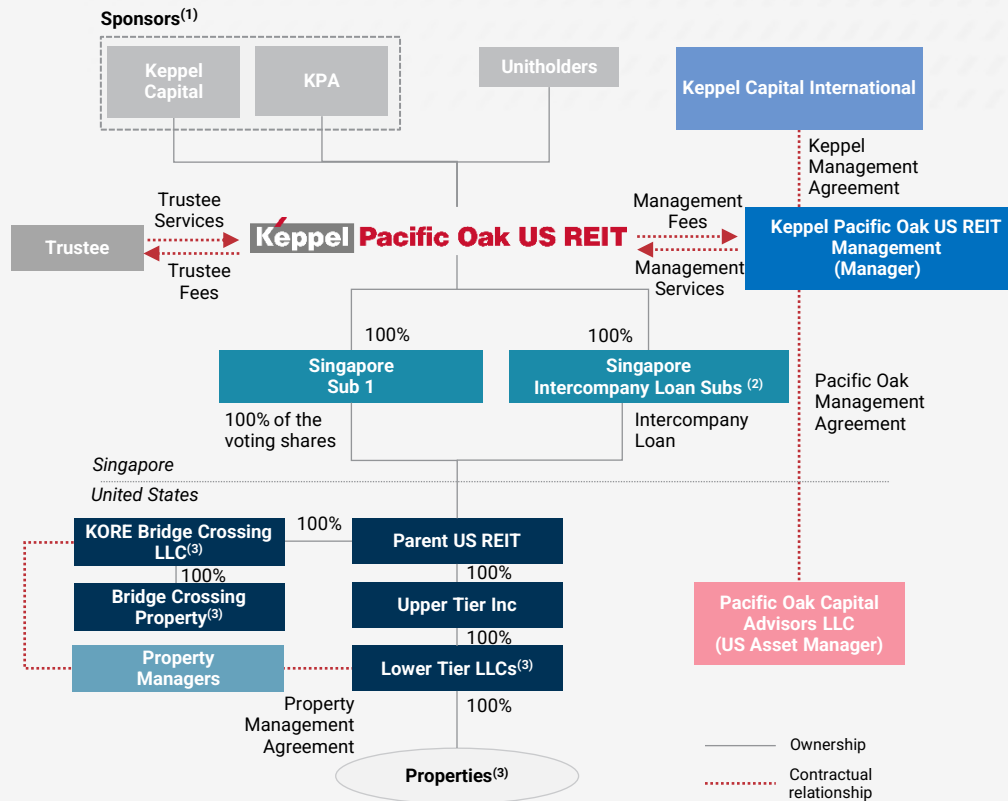 Sponsors(1)
Keppel
Capital
KPA
Unitholders
Keppel Capital International
Keppel
Management
Agreement
Trustee
Trustee
Services
Trustee
Fees
Keppel Pacific Oak US REIT
Management
Fees
Management
Services
Keppel Pacific Oak US REIT
Management
(Manager)
100%
100%
Singapore
Sub 1
Singapore
Intercompany Loan Subs (2)
100% of the
voting shares
Intercompany
Loan
Pacific Oak
Management
Agreement
Singapore
United States
KORE Bridge Crossing
LLC(3)
100%
Parent US REIT
100%
100%
Bridge Crossing
Property(3)
Upper Tier Inc
100%
Pacific Oak Capital
Advisors LLC
(US Asset Manager)
Property
Managers
Lower Tier LLCs(3)
Property
Management
Agreement
100%
Properties(3)
Ownership
Contractual
relationship